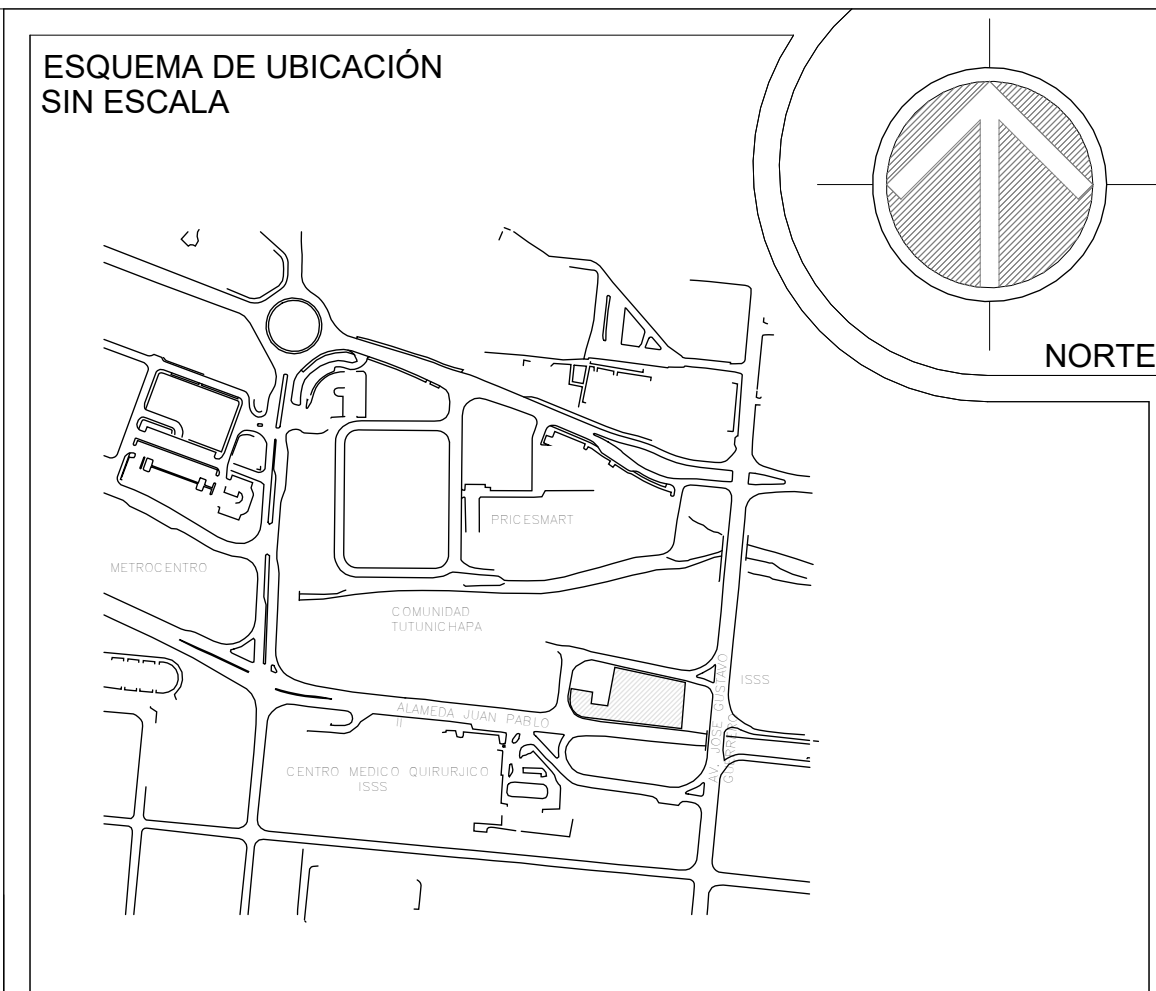 ESQUEMA DE UBICACIÓN
SIN ESCALA
NORTE
PRICESMART
METROCENTRO
COMUNIDAD
TUTUNICHAPA
ISSS
ALAMEDA JUAN PABLO
II
AV. JOSE GUSTAVO
GUERRERO
CENTRO MEDICO QUIRURJICO
ISSS